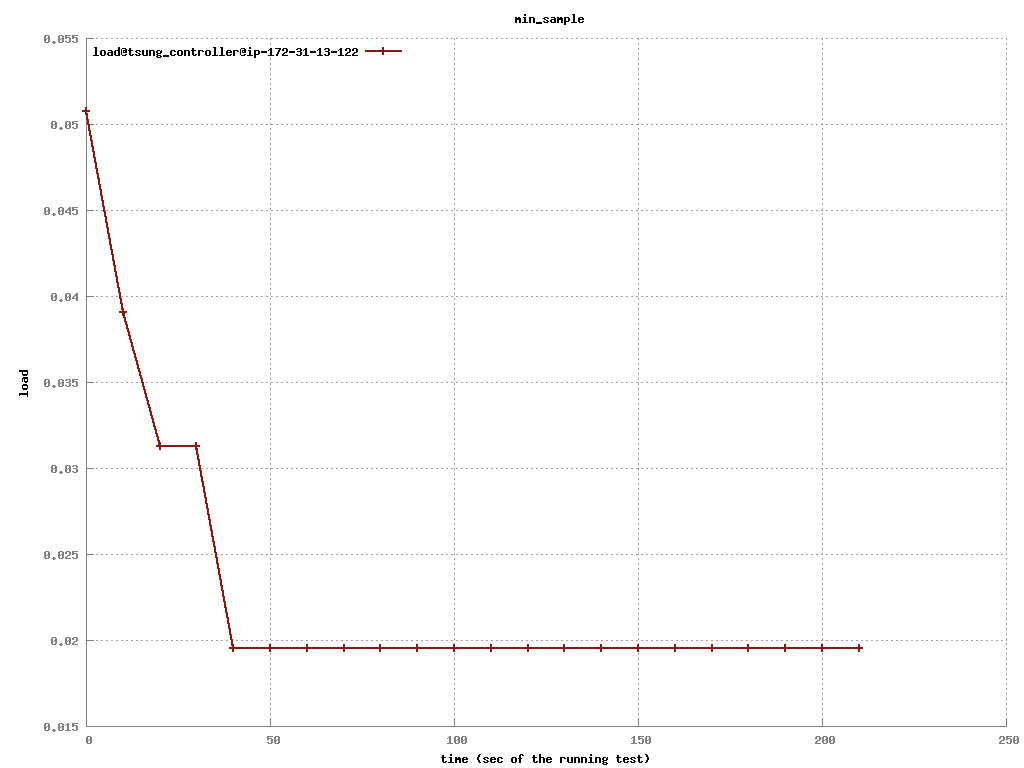 min_sample
load@tsung_controller@ip-172-31-13-122
0.055
0.05
0.045
0.04
0.035
0.03
0.025
0.02
0.015
load
0 50 100 150 200 250
time (sec of the running test)